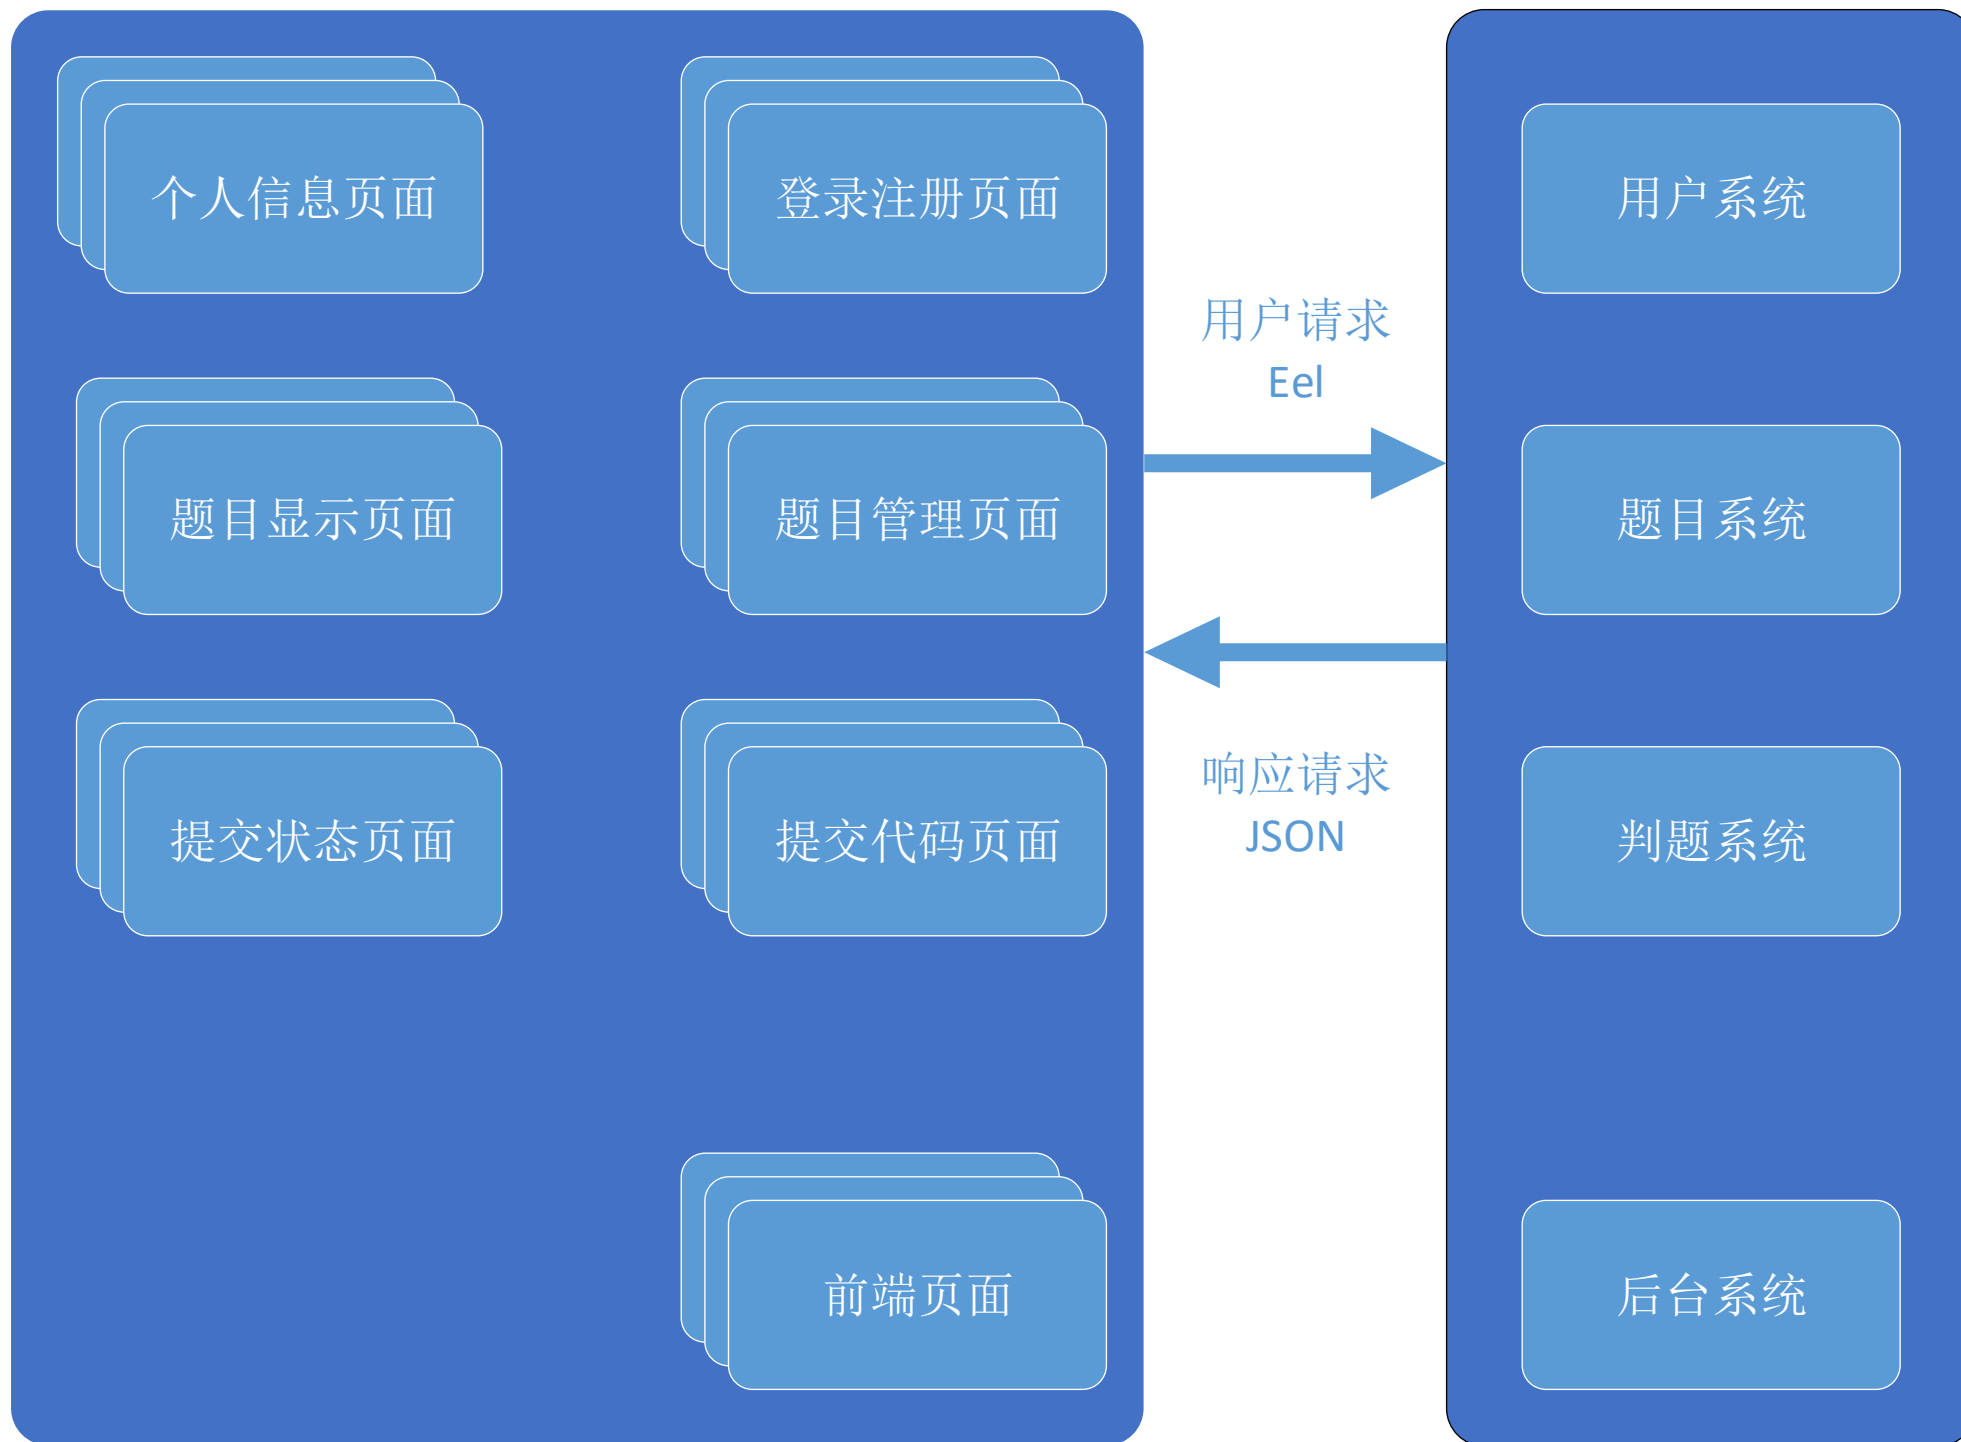 个人信息页面
登录注册页面
题目显示页面
题目管理页面
提交状态页面
提交代码页面
前端页面
用户请求
Eel
响应请求
JSON
用户系统
题目系统
判题系统
后台系统